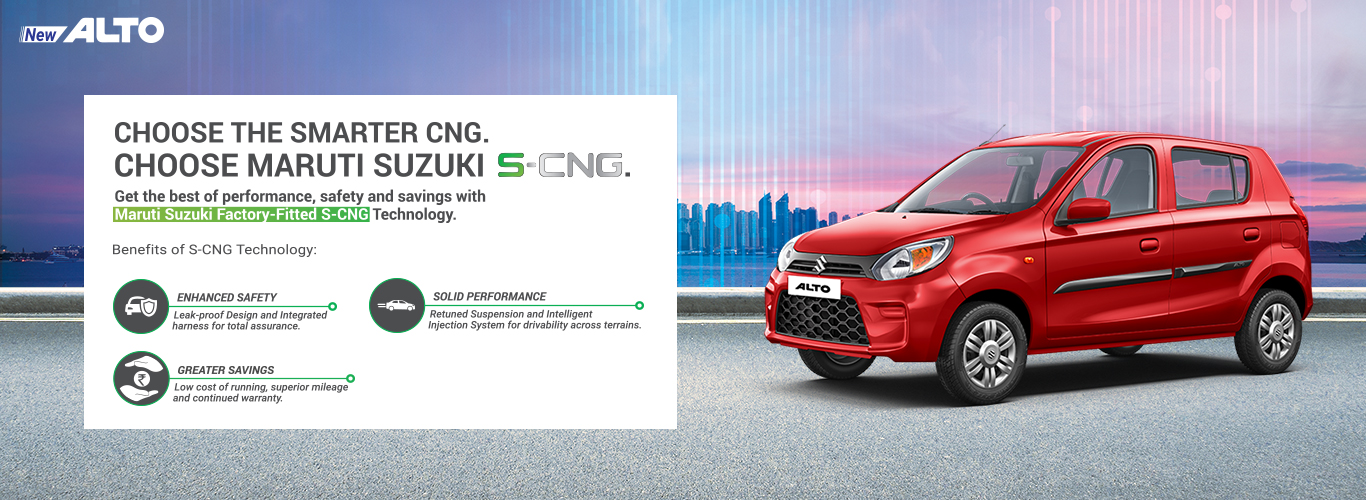 New ALTO
CHOOSE THE SMARTER CNG.
CHOOSE MARUTI SUZUKI S-CNG.
Get the best of performance, safety and savings with
Maruti Suzuki Factory-Fitted S-CNG Technology.
Benefits of S-CNG Technology:
ENHANCED SAFETY
Leak-proof Design and Integrated
harness for total assurance.
SOLID PERFORMANCE
Retuned Suspension and Intelligent
Injection System for drivability across terrains.
₹
GREATER SAVINGS
Low cost of running, superior mileage
and continued warranty.
ALTO